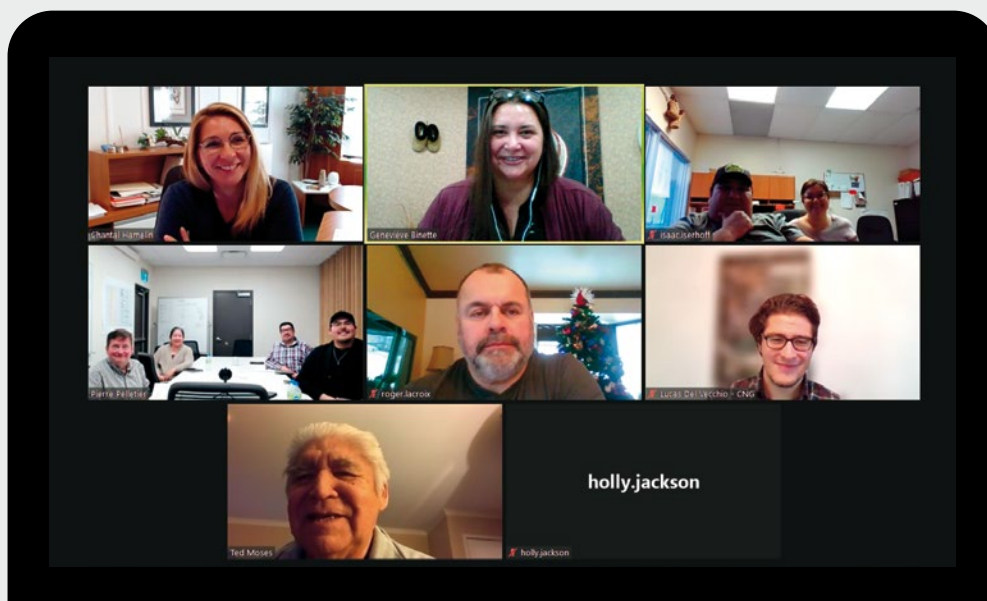 Chantal Hamelin
Genevieve Binette
isaac.iserhoff
Pierre Pelletier
roger.lacroix
Lucas Del Vecchio - CNG
Ted Moses
holly.jackson
holly.jackson